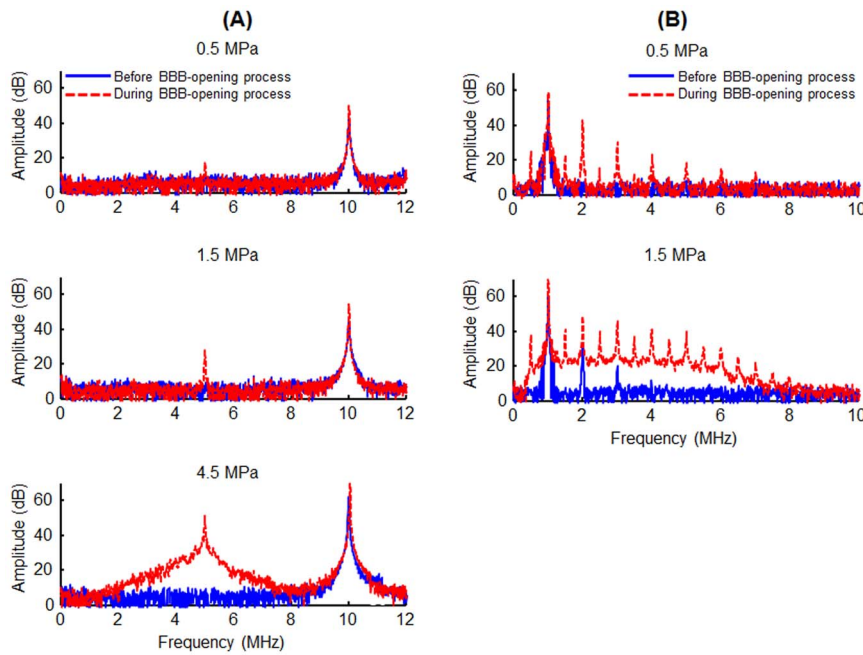 (A)
0.5 MPa
Amplitude (dB)
60
40
20
0
Before BBB-opening process
During BBB-opening process
0 2 4 6 8 10 12
1.5 MPa
Amplitude (dB)
60
40
20
0
0 2 4 6 8 10 12
4.5 MPa
Amplitude (dB)
60
40
20
0
0 2 4 6 8 10 12
Frequency (MHz)
(B)
0.5 MPa
Amplitude (dB)
60
40
20
0
Before BBB-opening process
During BBB-opening process
0 2 4 6 8 10
1.5 MPa
Amplitude (dB)
60
40
20
0
0 2 4 6 8 10
Frequency (MHz)